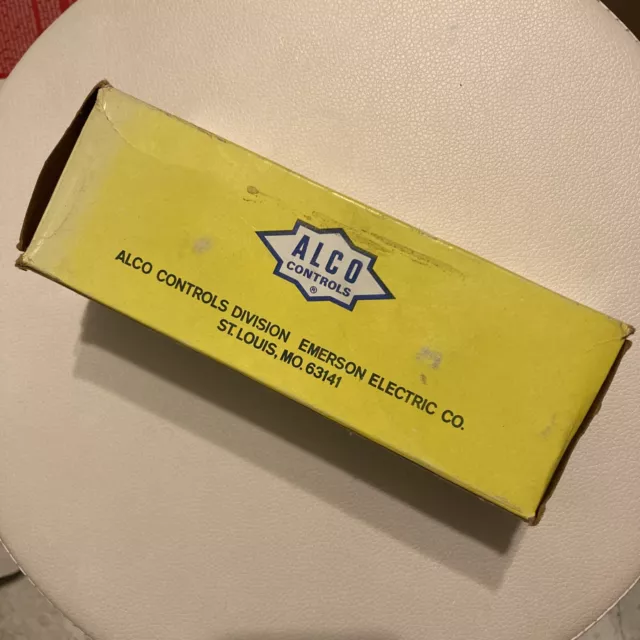 ALCO
CONTROLS
®
ALCO CONTROLS DIVISION EMERSON ELECTRIC CO.
ST. LOUIS, MO. 63141